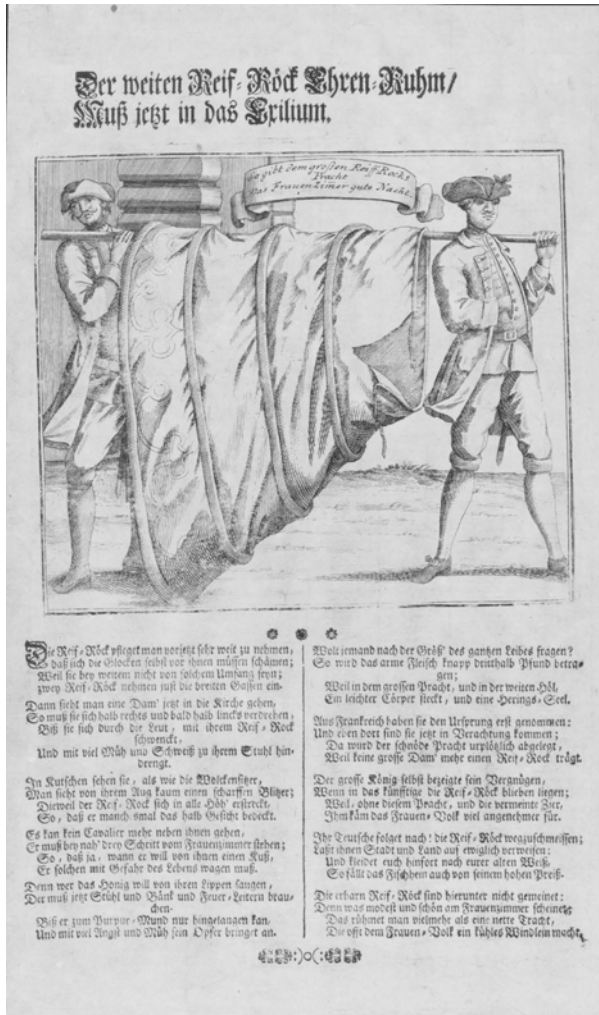 Der weiten Reif-Röck Ehren-Ruhm/
Muß jetzt in das Exilium.
So gibt dem großen Reiff Rocks
Pracht
Das Frauenzimer gute Nacht.
Die Reif-Röck pfleget man vorjetzt sehr weit zu nehmen,
daß sich die Glocken selbst vor ihnen müssen schämen;
Weil sie bey weitem nicht von solchem Umfang seyn;
zwey Reif-Röck nehmen just die breiten Gassen ein.
Dann sieht man eine Dam' jetzt in die Kirche gehen,
So muß sie sich halb rechts und bald halb lincks verdrehen,
Biß sie sich durch die Leut, mit ihrem Reif-Rock
schwenckt,
Und mit viel Müh und Schweiß zu ihrem Stuhl hin-
drengt.
In Kutschen sehen sie, als wie die Wolckensitzer,
Man sieht von ihrem Aug kaum einen scharffen Blitzer;
Dieweil der Reif-Rock sich in alle Höh' erstreckt,
So, daß er manch smal das halb Gesicht bedeckt.
Es kan kein Cavalier mehr neben ihnen gehen,
Er muß bey nah' drey Schritt vom Frauenzimmer stehen;
So, daß ja, wann er will von ihnen einen Kuß,
Er solchen mit Gefahr des Lebens wagen muß.
Denn wer das Honig will von ihren Lippen saugen,
Der muß jetzt Stühl und Bänk und Feuer-Leitern brau-
chen.
Biß er zum Purpur-Mund nur hingelangen kan,
Und mit viel Angst und Müh sein Opfer bringet an.
Wolt jemand nach der Größ' des gantzen Leibes fragen?
So wird das arme Fleisch knapp dritthalb Pfund betra-
gen;
Weil in dem grossen Pracht, und in der weiten Höl,
Ein leichter Cörper steckt, und eine Herings-Seel.
Aus Franckreich haben sie den Ursprung erst genommen:
Und eben dort sind sie jetzt in Verachtung kommen;
Da wurd der schnöde Pracht urplötzlich abgelegt,
Weil keine grosse Dam' mehr einen Reif-Rock trägt.
Der grosse König selbst bezeigte sein Vergnügen,
Wenn in das künfftige die Reif-Röck blieben liegen;
Weil, ohne diesem Pracht, und die vermeinte Zier,
Ihm käm das Frauen-Volk viel angenehmer für.
Ihr Teutsche folget nach! die Reif-Röck wegzuschmeissen;
Laßt ihnen Stadt und Land auf ewiglich verweisen:
Und kleidet euch hinfort nach eurer alten Weiß,
So fällt das Fischbein auch von seinem hohen Preiß.
Die erbarn Reif-Röck sind hierunter nicht gemeint:
Denn was modest und schön am Frauenzimmer scheinet;
Das rühmet man vielmehr als eine nette Tracht,
Die offt dem Frauen-Volk ein kühles Windlein macht.